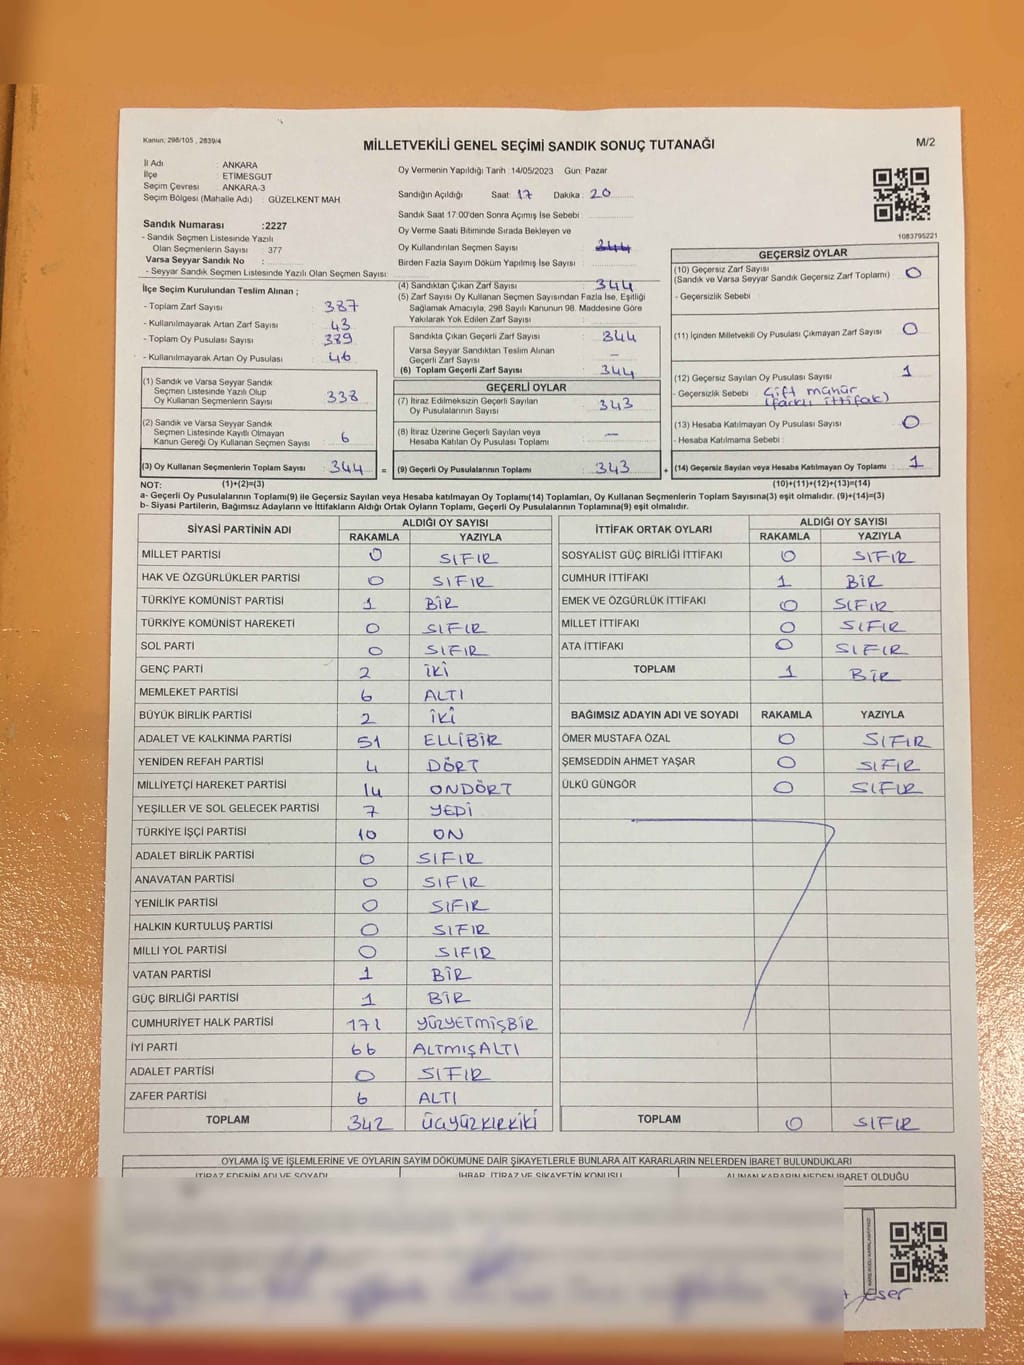 Kanun; 298/105 , 2839/4
MİLLETVEKİLİ GENEL SEÇİMİ SANDIK SONUÇ TUTANAĞI
M/2
İl Adı : ANKARA
İlçe : ETİMESGUT
Seçim Çevresi : ANKARA-3
Seçim Bölgesi (Mahalle Adı) : GÜZELKENT MAH
Sandık Numarası :2227
- Sandık Seçmen Listesinde Yazılı
Olan Seçmenlerin Sayısı : 377
Varsa Seyyar Sandık No :
- Seyyar Sandık Seçmen Listesinde Yazılı Olan Seçmen Sayısı:
Oy Vermenin Yapıldığı Tarih :14/05/2023 Gün: Pazar
Sandığın Açıldığı Saat: 17 Dakika: 20
Sandık Saat 17:00'den Sonra Açımış İse Sebebi :
Oy Verme Saati Bitiminde Sırada Bekleyen ve
Oy Kullandırılan Seçmen Sayısı : 344
Birden Fazla Sayım Döküm Yapılmış İse Sayısı :
1083795221
İlçe Seçim Kurulundan Teslim Alınan ;
- Toplam Zarf Sayısı : 387
- Kullanılmayarak Artan Zarf Sayısı : 43
- Toplam Oy Pusulası Sayısı : 389
- Kullanılmayarak Artan Oy Pusulası : 46
(1) Sandık ve Varsa Seyyar Sandık
Seçmen Listesinde Yazılı Olup
Oy Kullanan Seçmenlerin Sayısı : 338
(2) Sandık ve Varsa Seyyar Sandık
Seçmen Listesinde Kayıtlı Olmayan
Kanun Gereği Oy Kullanan Seçmen Sayısı : 6
(3) Oy Kullanan Seçmenlerin Toplam Sayısı : 344 =
(4) Sandıktan Çıkan Zarf Sayısı : 344
(5) Zarf Sayısı Oy Kullanan Seçmen Sayısından Fazla İse, Eşitliği
Sağlamak Amacıyla, 298 Sayılı Kanunun 98. Maddesine Göre
Yakılarak Yok Edilen Zarf Sayısı :
Sandıkta Çıkan Geçerli Zarf Sayısı : 344
Varsa Seyyar Sandıktan Teslim Alınan
Geçerli Zarf Sayısı : —
(6) Toplam Geçerli Zarf Sayısı : 344
GEÇERLİ OYLAR
(7) İtiraz Edilmeksizin Geçerli Sayılan
Oy Pusulalarının Sayısı : 343
(8) İtiraz Üzerine Geçerli Sayılan veya
Hesaba Katılan Oy Pusulası Toplamı : —
(9) Geçerli Oy Pusulalarının Toplamı : 343 +
GEÇERSİZ OYLAR
(10) Geçersiz Zarf Sayısı
(Sandık ve Varsa Seyyar Sandık Geçersiz Zarf Toplamı) : 0
- Geçersizlik Sebebi :
(11) İçinden Milletvekili Oy Pusulası Çıkmayan Zarf Sayısı : 0
(12) Geçersiz Sayılan Oy Pusulası Sayısı : 1
- Geçersizlik Sebebi : Çift mühür
(farklı ittifak)
(13) Hesaba Katılmayan Oy Pusulası Sayısı : 0
- Hesaba Katılmama Sebebi :
(14) Geçersiz Sayılan veya Hesaba Katılmayan Oy Toplamı : 1
NOT: (1)+(2)=(3) (10)+(11)+(12)+(13)=(14)
a- Geçerli Oy Pusulalarının Toplamı(9) ile Geçersiz Sayılan veya Hesaba katılmayan Oy Toplamı(14) Toplamları, Oy Kullanan Seçmenlerin Toplam Sayısına(3) eşit olmalıdır. (9)+(14)=(3)
b- Siyasi Partilerin, Bağımsız Adayların ve İttifakların Aldığı Ortak Oyların Toplamı, Geçerli Oy Pusulalarının Toplamına(9) eşit olmalıdır.
SİYASİ PARTİNİN ADI ALDIĞI OY SAYISI
RAKAMLA YAZIYLA
MİLLET PARTİSİ 0 SIFIR
HAK VE ÖZGÜRLÜKLER PARTİSİ 0 SIFIR
TÜRKİYE KOMÜNİST PARTİSİ 1 BİR
TÜRKİYE KOMÜNİST HAREKETİ 0 SIFIR
SOL PARTİ 0 SIFIR
GENÇ PARTİ 2 İKİ
MEMLEKET PARTİSİ 6 ALTI
BÜYÜK BİRLİK PARTİSİ 2 İKİ
ADALET VE KALKINMA PARTİSİ 51 ELLİBİR
YENİDEN REFAH PARTİSİ 4 DÖRT
MİLLİYETÇİ HAREKET PARTİSİ 14 ONDÖRT
YEŞİLLER VE SOL GELECEK PARTİSİ 7 YEDİ
TÜRKİYE İŞÇİ PARTİSİ 10 ON
ADALET BİRLİK PARTİSİ 0 SIFIR
ANAVATAN PARTİSİ 0 SIFIR
YENİLİK PARTİSİ 0 SIFIR
HALKIN KURTULUŞ PARTİSİ 0 SIFIR
MİLLİ YOL PARTİSİ 0 SIFIR
VATAN PARTİSİ 1 BİR
GÜÇ BİRLİĞİ PARTİSİ 1 BİR
CUMHURİYET HALK PARTİSİ 171 YÜZYETMİŞBİR
İYİ PARTİ 66 ALTMIŞALTI
ADALET PARTİSİ 0 SIFIR
ZAFER PARTİSİ 6 ALTI
TOPLAM 342 ÜÇYÜZKIRKİKİ
İTTİFAK ORTAK OYLARI ALDIĞI OY SAYISI
RAKAMLA YAZIYLA
SOSYALİST GÜÇ BİRLİĞİ İTTİFAKI 0 SIFIR
CUMHUR İTTİFAKI 1 BİR
EMEK VE ÖZGÜRLÜK İTTİFAKI 0 SIFIR
MİLLET İTTİFAKI 0 SIFIR
ATA İTTİFAKI 0 SIFIR
TOPLAM 1 BİR
BAĞIMSIZ ADAYIN ADI VE SOYADI RAKAMLA YAZIYLA
ÖMER MUSTAFA ÖZAL 0 SIFIR
ŞEMSEDDİN AHMET YAŞAR 0 SIFIR
ÜLKÜ GÜNGÖR 0 SIFIR
TOPLAM 0 SIFIR
OYLAMA İŞ VE İŞLEMLERİNE VE OYLARIN SAYIM DÖKÜMÜNE DAİR ŞİKAYETLERLE BUNLARA AİT KARARLARIN NELERDEN İBARET BULUNDUKLARI
İTİRAZ EDENİN ADI VE SOYADI İHBAR, İTİRAZ VE ŞİKAYETİN KONUSU ALINAN KARARIN NEDEN İBARET OLDUĞU
Eser